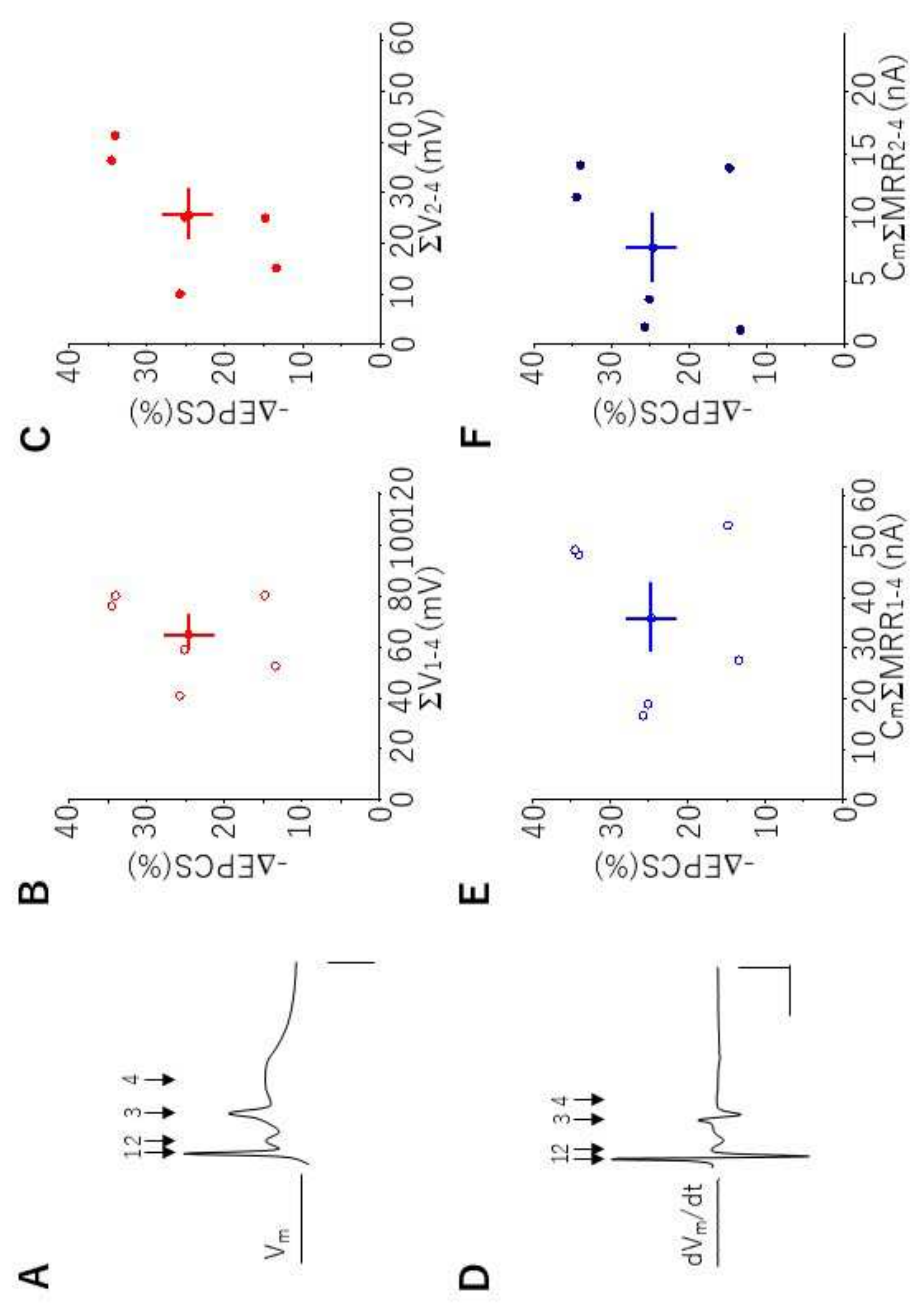 A
1 2 3 4
Vm
B
-ΔEPCS(%)
40
30
20
10
0
0 20 40 60 80 100 120
ΣV1-4 (mV)
C
-ΔEPCS(%)
40
30
20
10
0
0 10 20 30 40 50 60
ΣV2-4 (mV)
D
1 2 3 4
dVm/dt
E
-ΔEPCS(%)
40
30
20
10
0
0 10 20 30 40 50 60
CmΣMRR1-4 (nA)
F
-ΔEPCS(%)
40
30
20
10
0
0 5 10 15 20
CmΣMRR2-4 (nA)